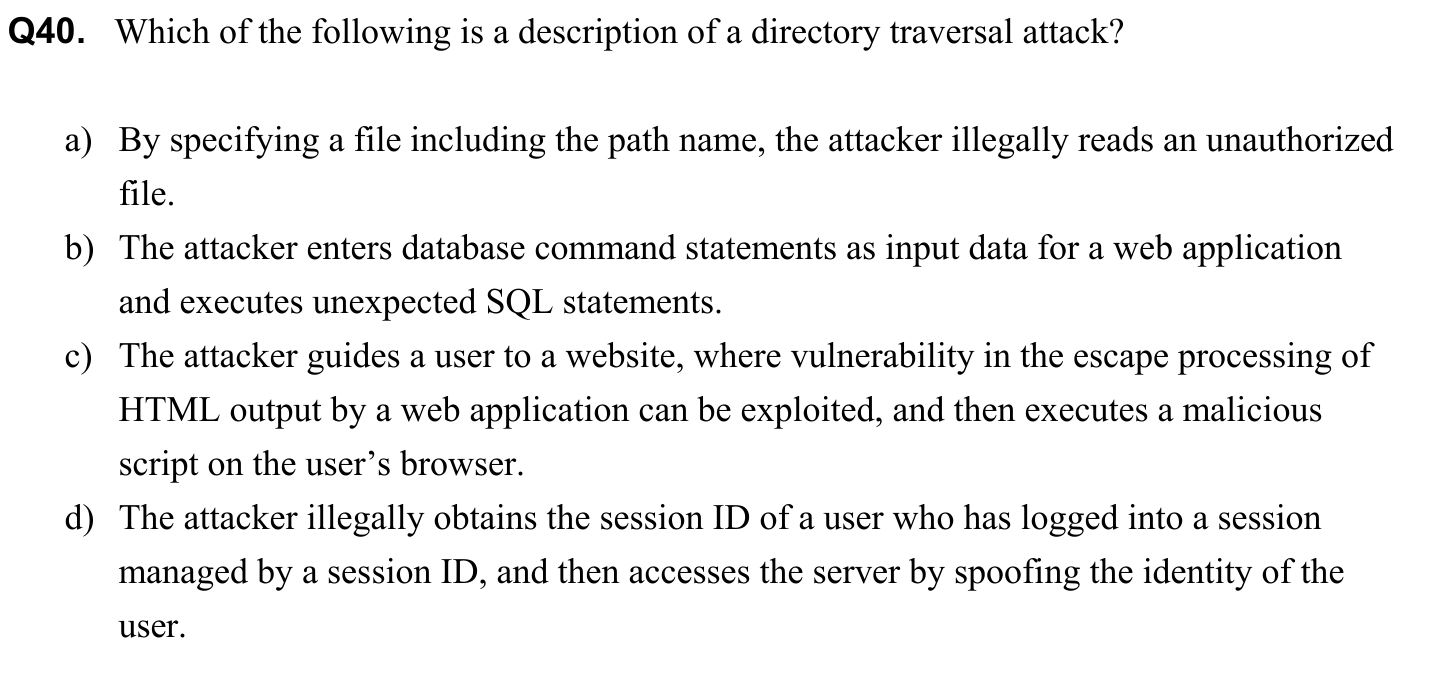 Q40. Which of the following is a description of a directory traversal attack?
a) By specifying a file including the path name, the attacker illegally reads an unauthorized
file.
b) The attacker enters database command statements as input data for a web application
and executes unexpected SQL statements.
c) The attacker guides a user to a website, where vulnerability in the escape processing of
HTML output by a web application can be exploited, and then executes a malicious
script on the user’s browser.
d) The attacker illegally obtains the session ID of a user who has logged into a session
managed by a session ID, and then accesses the server by spoofing the identity of the
user.